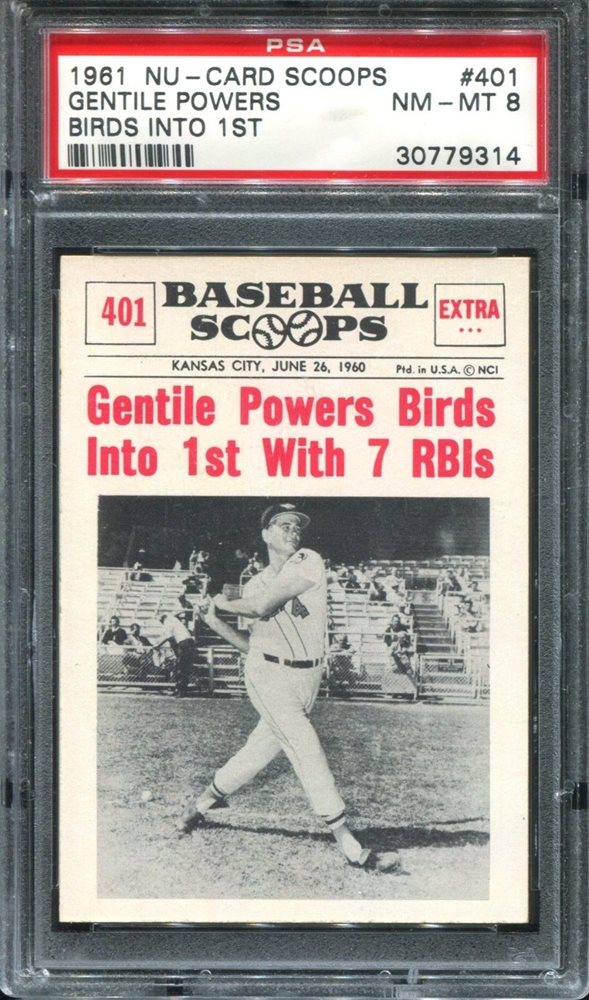 PSA
1961 NU-CARD SCOOPS #401
GENTILE POWERS NM-MT 8
BIRDS INTO 1ST
30779314
401 BASEBALL SCOOPS EXTRA
KANSAS CITY, JUNE 26, 1960 Ptd. in U.S.A. © NCI
Gentile Powers Birds
Into 1st With 7 RBIs
4